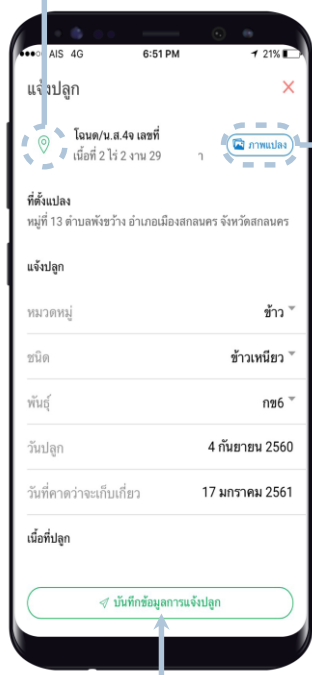 AIS 4G 6:51 PM 21%
แจ้งปลูก ×
โฉนด/น.ส.4จ เลขที่
เนื้อที่ 2 ไร่ 2 งาน 29 า
ภาพแปลง
ที่ตั้งแปลง
หมู่ที่ 13 ตำบลพังขว้าง อำเภอเมืองสกลนคร จังหวัดสกลนคร
แจ้งปลูก
หมวดหมู่ ข้าว
ชนิด ข้าวเหนียว
พันธุ์ กข6
วันปลูก 4 กันยายน 2560
วันที่คาดว่าจะเก็บเกี่ยว 17 มกราคม 2561
เนื้อที่ปลูก
บันทึกข้อมูลการแจ้งปลูก